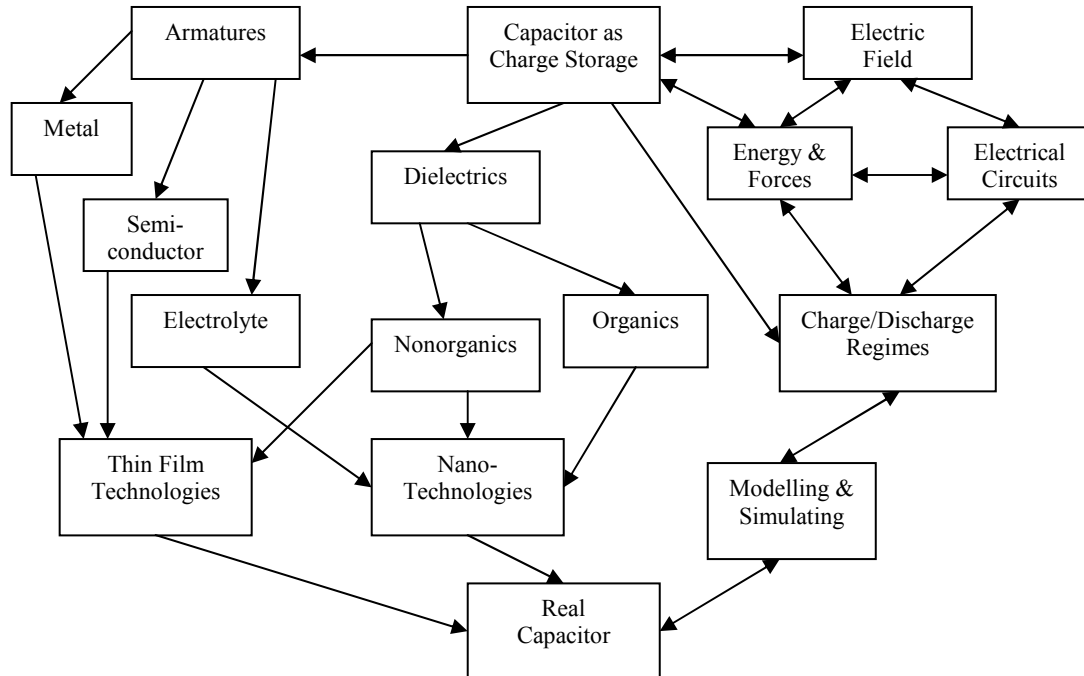 Armatures
Capacitor as
Charge Storage
Electric
Field
Metal
Energy &
Forces
Electrical
Circuits
Dielectrics
Semi-
conductor
Electrolyte
Nonorganics
Organics
Charge/Discharge
Regimes
Thin Film
Technologies
Nano-
Technologies
Modelling &
Simulating
Real
Capacitor